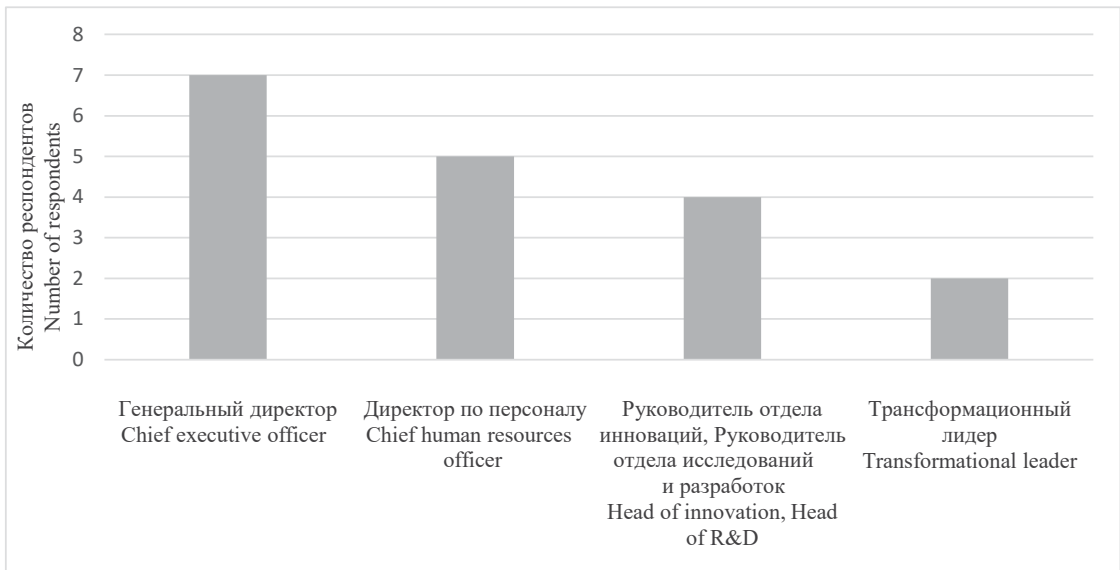 8
7
6
5
4
3
2
1
0
Количество респондентов
Number of respondents
Генеральный директор
Chief executive officer
Директор по персоналу
Chief human resources
officer
Руководитель отдела
инноваций, Руководитель
отдела исследований
и разработок
Head of innovation, Head
of R&D
Трансформационный
лидер
Transformational leader